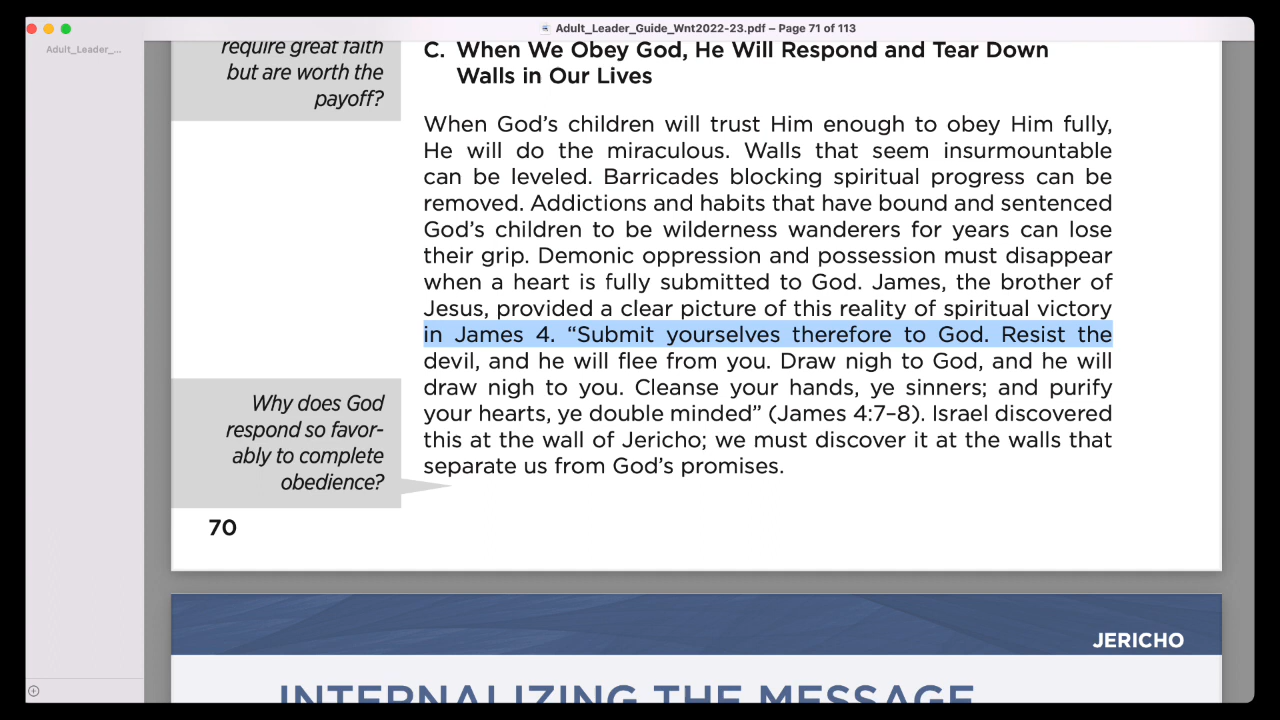 Adult_Leader_Guide_Wnt2022-23.pdf – Page 71 of 113
Adult_Leader_...
require great faith
but are worth the
payoff?
C. When We Obey God, He Will Respond and Tear Down
Walls in Our Lives
When God’s children will trust Him enough to obey Him fully,
He will do the miraculous. Walls that seem insurmountable
can be leveled. Barricades blocking spiritual progress can be
removed. Addictions and habits that have bound and sentenced
God’s children to be wilderness wanderers for years can lose
their grip. Demonic oppression and possession must disappear
when a heart is fully submitted to God. James, the brother of
Jesus, provided a clear picture of this reality of spiritual victory
in James 4. “Submit yourselves therefore to God. Resist the
devil, and he will flee from you. Draw nigh to God, and he will
draw nigh to you. Cleanse your hands, ye sinners; and purify
your hearts, ye double minded” (James 4:7–8). Israel discovered
this at the wall of Jericho; we must discover it at the walls that
separate us from God’s promises.
Why does God
respond so favor-
ably to complete
obedience?
70
JERICHO
INTERNALIZING THE MESSAGE